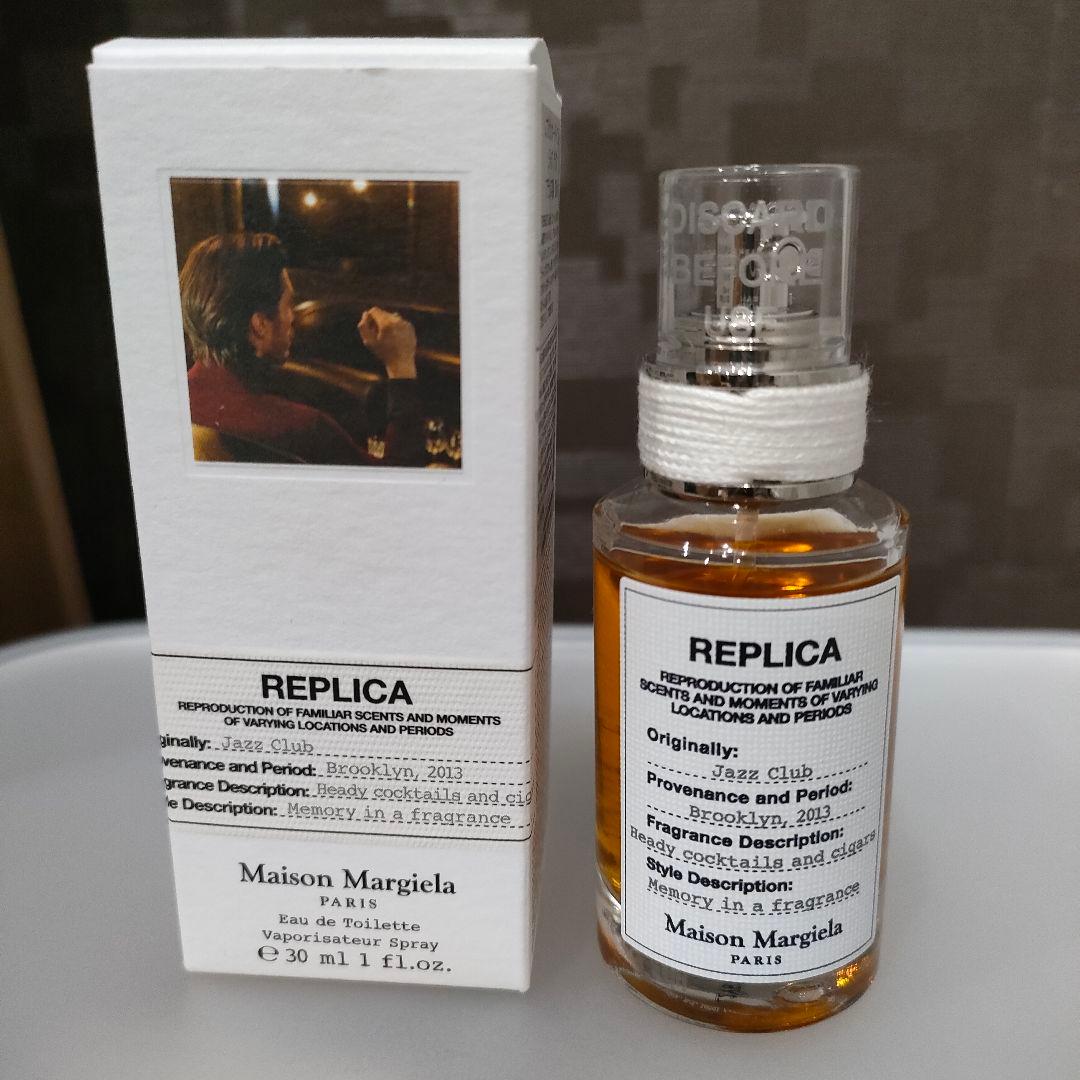 REPLICA
REPRODUCTION OF FAMILIAR SCENTS AND MOMENTS
OF VARYING LOCATIONS AND PERIODS
ginally: Jazz Club
venance and Period: Brooklyn, 2013
grance Description: Heady cocktails and cig
le Description: Memory in a fragrance
Maison Margiela
PARIS
Eau de Toilette
Vaporisateur Spray
℮ 30 ml 1 fl.oz.
DISCARD
BEFORE
USE
REPLICA
REPRODUCTION OF FAMILIAR
SCENTS AND MOMENTS OF VARYING
LOCATIONS AND PERIODS
Originally:
Jazz Club
Provenance and Period:
Brooklyn, 2013
Fragrance Description:
Heady cocktails and cigars
Style Description:
Memory in a fragrance
Maison Margiela
PARIS